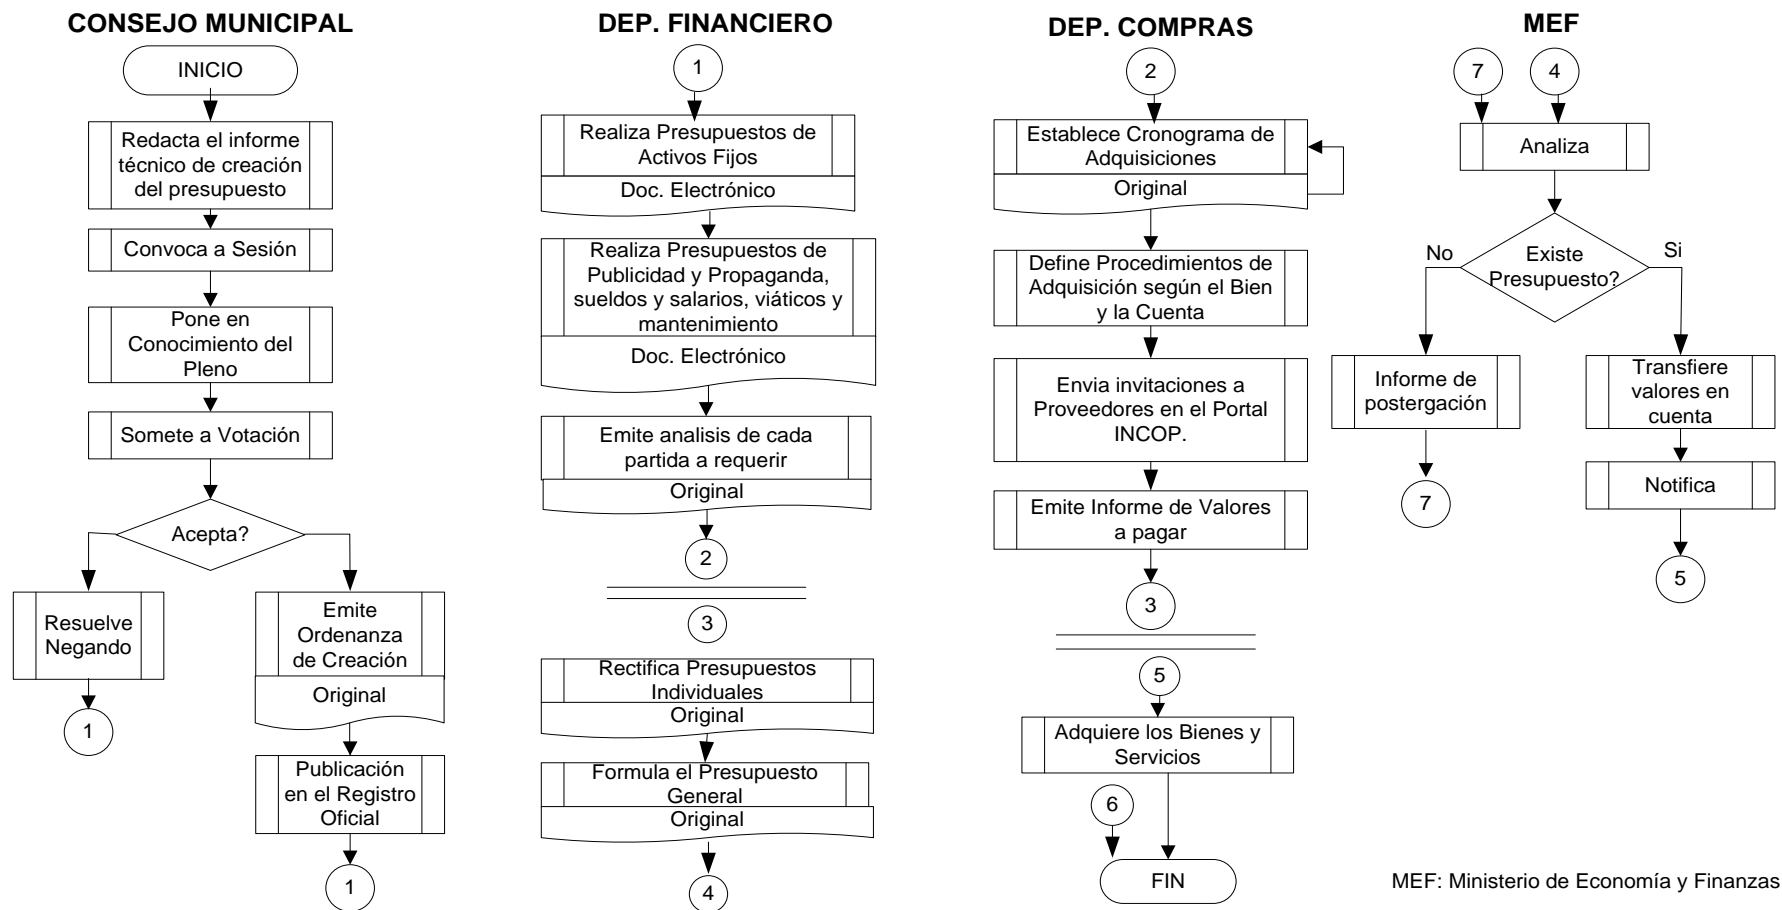 CONSEJO MUNICIPAL
INICIO
Redacta el informe
técnico de creación
del presupuesto
Convoca a Sesión
Pone en
Conocimiento del
Pleno
Somete a Votación
Acepta?
Resuelve
Negando
1
Emite
Ordenanza
de Creación
Original
Publicación
en el Registro
Oficial
1
DEP. FINANCIERO
1
Realiza Presupuestos de
Activos Fijos
Doc. Electrónico
Realiza Presupuestos de
Publicidad y Propaganda,
sueldos y salarios, viáticos y
mantenimiento
Doc. Electrónico
Emite analisis de cada
partida a requerir
Original
2
3
Rectifica Presupuestos
Individuales
Original
Formula el Presupuesto
General
Original
4
DEP. COMPRAS
2
Establece Cronograma de
Adquisiciones
Original
Define Procedimientos de
Adquisición según el Bien
y la Cuenta
Envia invitaciones a
Proveedores en el Portal
INCOP.
Emite Informe de Valores
a pagar
3
5
Adquiere los Bienes y
Servicios
6
FIN
MEF
7
4
Analiza
Existe
Presupuesto?
No
Si
Informe de
postergación
7
Transfiere
valores en
cuenta
Notifica
5
MEF: Ministerio de Economía y Finanzas